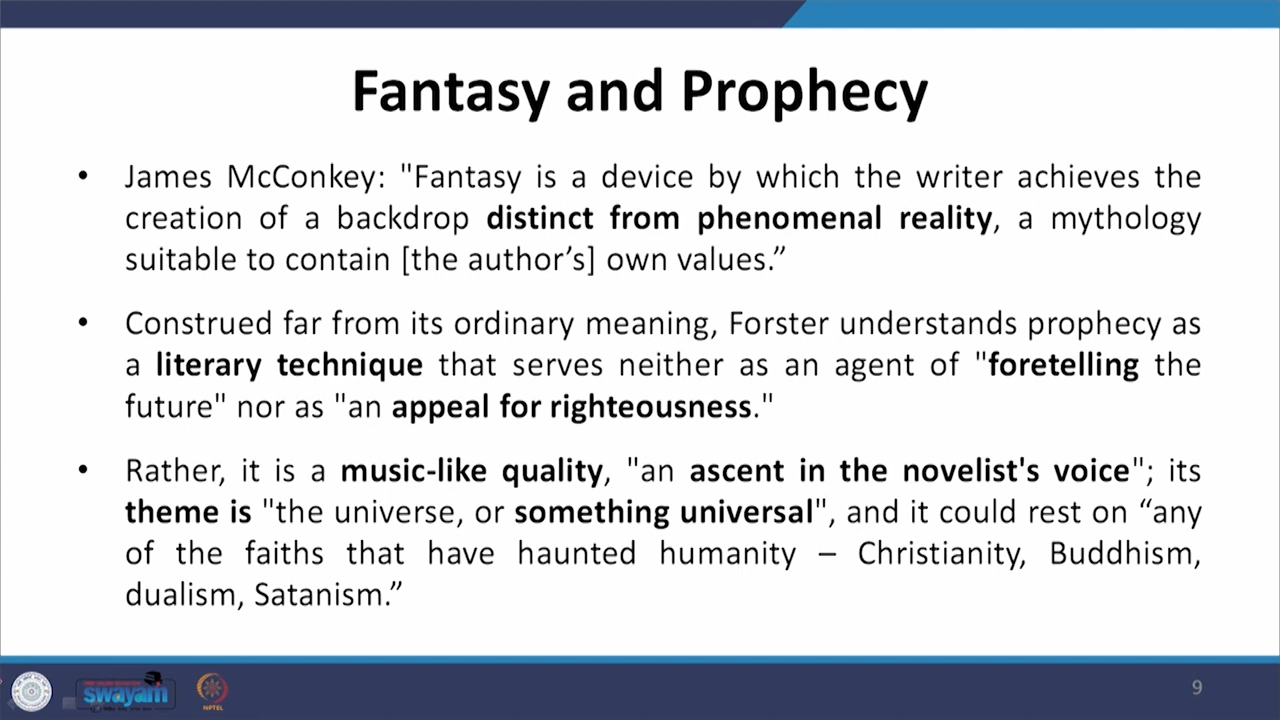 Fantasy and Prophecy
• James McConkey: "Fantasy is a device by which the writer achieves the
creation of a backdrop distinct from phenomenal reality, a mythology
suitable to contain [the author’s] own values.”
• Construed far from its ordinary meaning, Forster understands prophecy as
a literary technique that serves neither as an agent of "foretelling the
future" nor as "an appeal for righteousness."
• Rather, it is a music-like quality, "an ascent in the novelist's voice"; its
theme is "the universe, or something universal", and it could rest on “any
of the faiths that have haunted humanity – Christianity, Buddhism,
dualism, Satanism.”
swayam
NPTEL
9